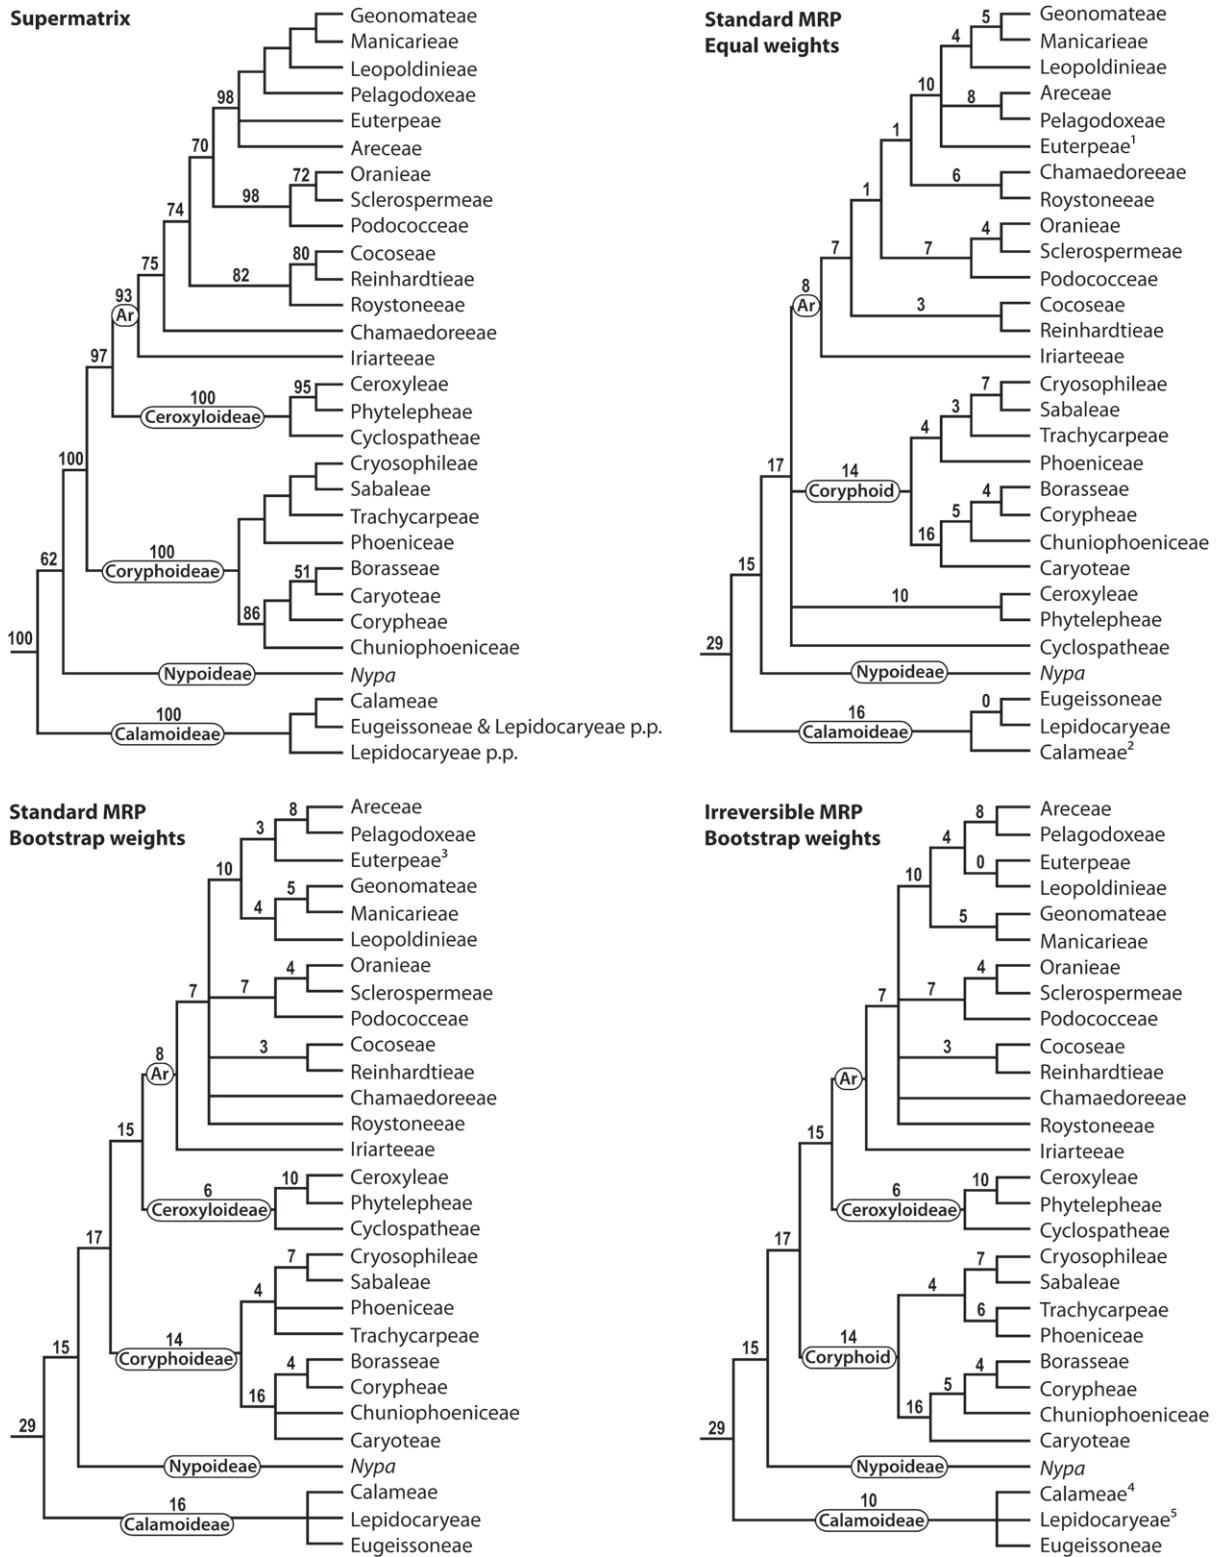 Supermatrix
Geonomateae
Manicarieae
Leopoldinieae
Pelagodoxeae
98
Euterpeae
Areceae
70
72
Oranieae
98
Sclerospermeae
Podococceae
74
80
Cocoseae
75
82
Reinhardtieae
Roystoneeae
93
Ar
Chamaedoreeae
97
Iriarteeae
100
Ceroxyloideae
95
Ceroxyleae
Phytelepheae
Cyclospatheae
100
Cryosophileae
Sabaleae
Trachycarpeae
Phoeniceae
62
100
Coryphoideae
51
Borasseae
Caryoteae
86
Corypheae
Chuniophoeniceae
100
Nypoideae
Nypa
100
Calamoideae
Calameae
Eugeissoneae & Lepidocaryeae p.p.
Lepidocaryeae p.p.
Standard MRP
Equal weights
5
Geonomateae
4
Manicarieae
Leopoldinieae
10
8
Areceae
Pelagodoxeae
Euterpeae1
1
6
Chamaedoreeae
Roystoneeae
1
4
Oranieae
7
7
Sclerospermeae
Podococceae
8
Ar
3
Cocoseae
Reinhardtieae
Iriarteeae
7
Cryosophileae
3
Sabaleae
4
Trachycarpeae
17
Phoeniceae
14
Coryphoid
4
Borasseae
5
Corypheae
16
Chuniophoeniceae
Caryoteae
15
10
Ceroxyleae
Phytelepheae
29
Cyclospatheae
Nypoideae
Nypa
16
Calamoideae
0
Eugeissoneae
Lepidocaryeae
Calameae2
Standard MRP
Bootstrap weights
8
Areceae
3
Pelagodoxeae
10
Euterpeae3
5
Geonomateae
4
Manicarieae
Leopoldinieae
4
Oranieae
7
7
Sclerospermeae
Podococceae
8
Ar
3
Cocoseae
Reinhardtieae
Chamaedoreeae
Roystoneeae
15
Iriarteeae
6
Ceroxyloideae
10
Ceroxyleae
Phytelepheae
Cyclospatheae
17
7
Cryosophileae
4
Sabaleae
Phoeniceae
Trachycarpeae
15
14
Coryphoideae
4
Borasseae
16
Corypheae
Chuniophoeniceae
Caryoteae
29
Nypoideae
Nypa
16
Calamoideae
Calameae
Lepidocaryeae
Eugeissoneae
Irreversible MRP
Bootstrap weights
8
Areceae
4
Pelagodoxeae
10
0
Euterpeae
Leopoldinieae
5
Geonomateae
Manicarieae
4
Oranieae
7
7
Sclerospermeae
Podococceae
Ar
3
Cocoseae
Reinhardtieae
Chamaedoreeae
Roystoneeae
15
Iriarteeae
6
Ceroxyloideae
10
Ceroxyleae
Phytelepheae
Cyclospatheae
17
7
Cryosophileae
4
Sabaleae
6
Trachycarpeae
Phoeniceae
15
14
Coryphoid
4
Borasseae
5
Corypheae
16
Chuniophoeniceae
Caryoteae
29
Nypoideae
Nypa
10
Calamoideae
Calameae4
Lepidocaryeae5
Eugeissoneae